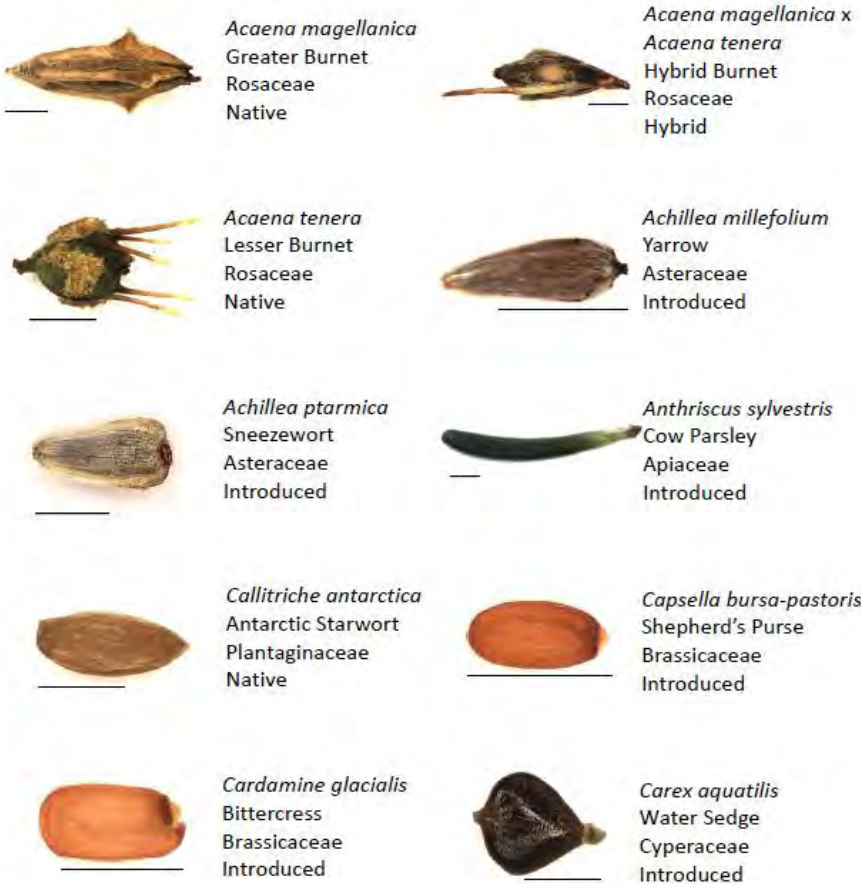 Acaena magellanica
Greater Burnet
Rosaceae
Native
Acaena magellanica x
Acaena tenera
Hybrid Burnet
Rosaceae
Hybrid
Acaena tenera
Lesser Burnet
Rosaceae
Native
Achillea millefolium
Yarrow
Asteraceae
Introduced
Achillea ptarmica
Sneezewort
Asteraceae
Introduced
Anthriscus sylvestris
Cow Parsley
Apiaceae
Introduced
Callitriche antarctica
Antarctic Starwort
Plantaginaceae
Native
Capsella bursa-pastoris
Shepherd’s Purse
Brassicaceae
Introduced
Cardamine glacialis
Bittercress
Brassicaceae
Introduced
Carex aquatilis
Water Sedge
Cyperaceae
Introduced